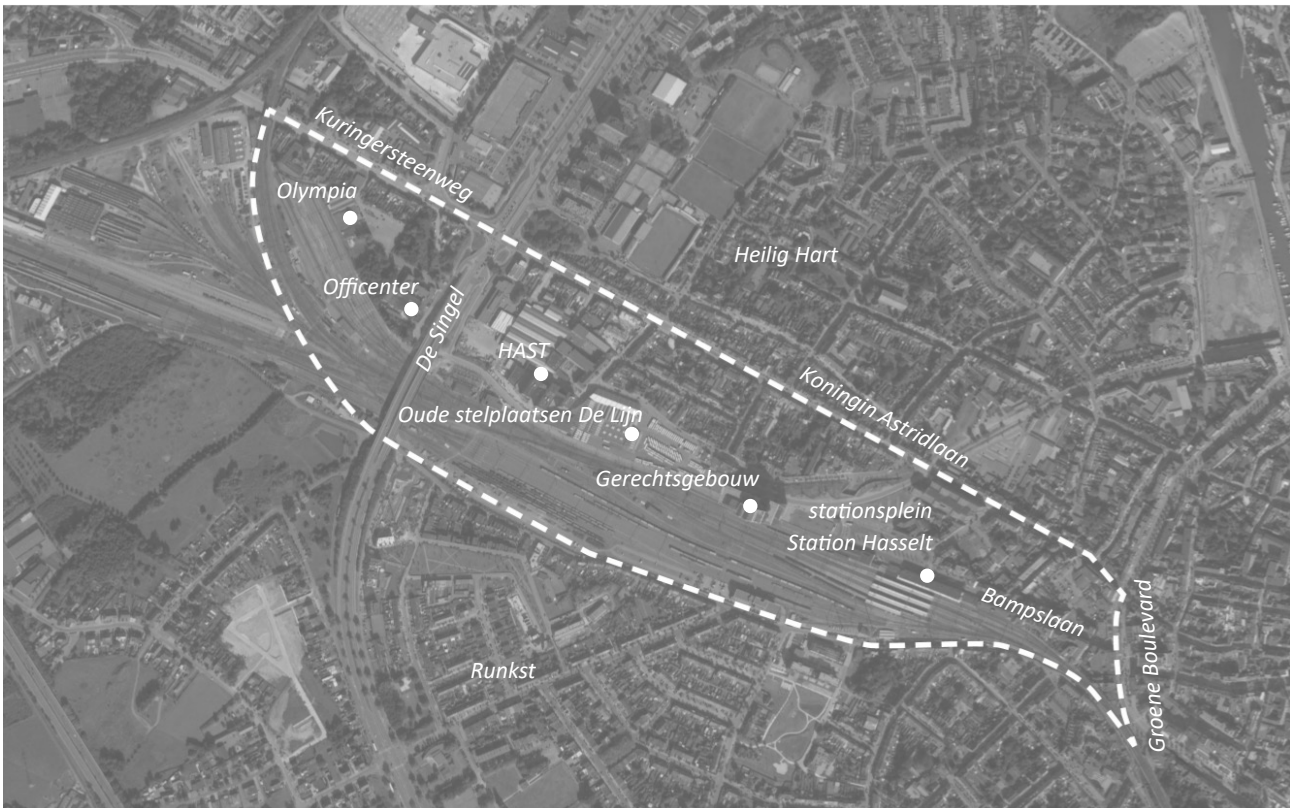 Kuringersteenweg
Olympia
Heilig Hart
Officenter
De Singel
HAST
Koningin Astridlaan
Oude stelplaatsen De Lijn
Gerechtsgebouw
stationsplein
Station Hasselt
Bampslaan
Groene Boulevard
Runkst